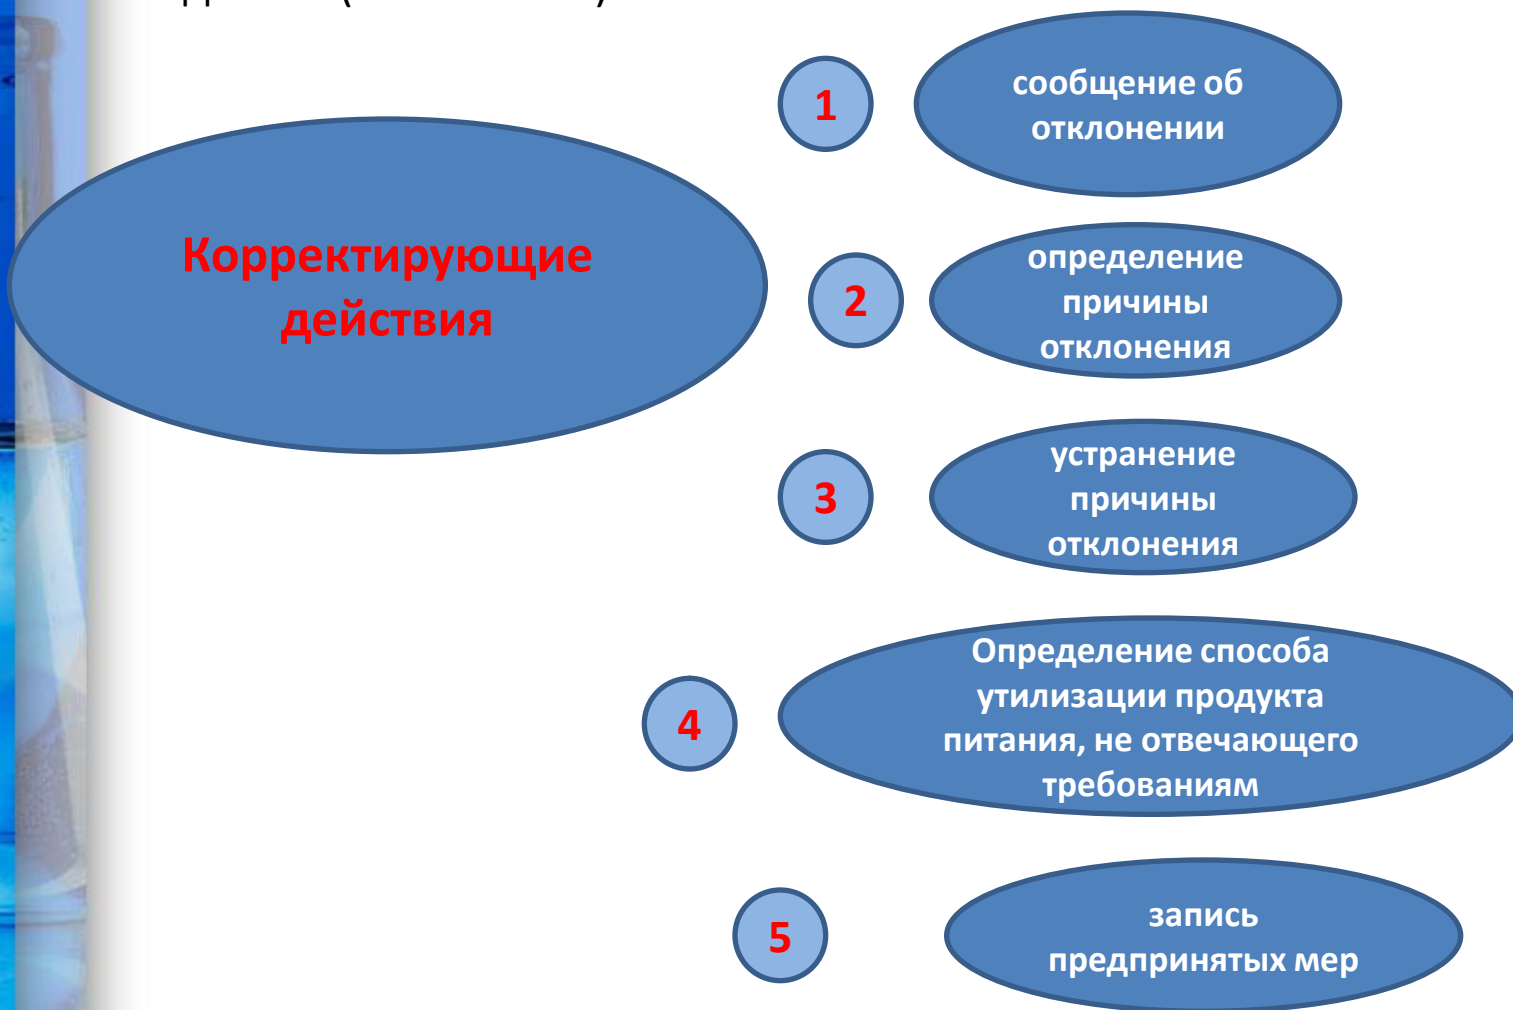 Корректирующие
действия
1
сообщение об
отклонении
2
определение
причины
отклонения
3
устранение
причины
отклонения
4
Определение способа
утилизации продукта
питания, не отвечающего
требованиям
5
запись
предпринятых мер